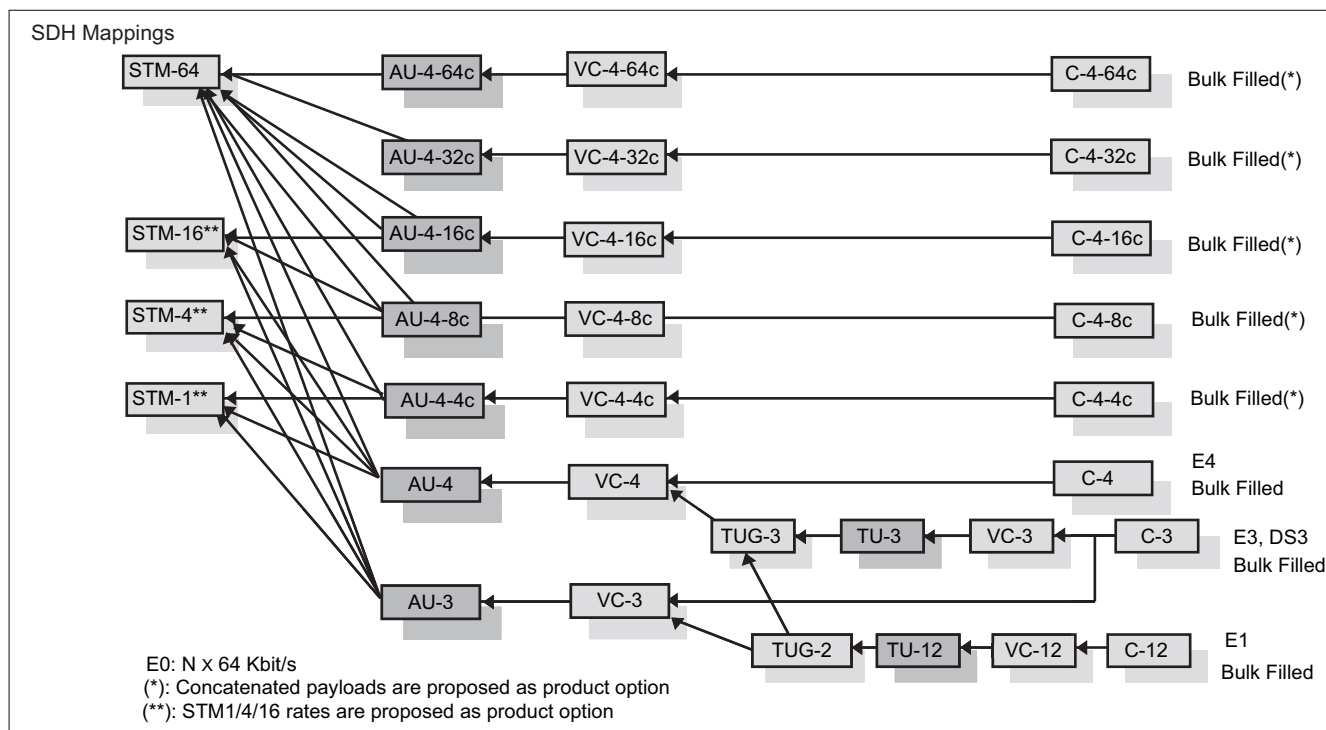 SDH Mappings
STM-64 AU-4-64c VC-4-64c C-4-64c Bulk Filled(*)
AU-4-32c VC-4-32c C-4-32c Bulk Filled(*)
STM-16** AU-4-16c VC-4-16c C-4-16c Bulk Filled(*)
STM-4** AU-4-8c VC-4-8c C-4-8c Bulk Filled(*)
STM-1** AU-4-4c VC-4-4c C-4-4c Bulk Filled(*)
AU-4 VC-4 C-4 E4
Bulk Filled
TUG-3 TU-3 VC-3 C-3 E3, DS3
Bulk Filled
AU-3 VC-3
TUG-2 TU-12 VC-12 C-12 E1
Bulk Filled
E0: N x 64 Kbit/s
(*): Concatenated payloads are proposed as product option
(**): STM1/4/16 rates are proposed as product option